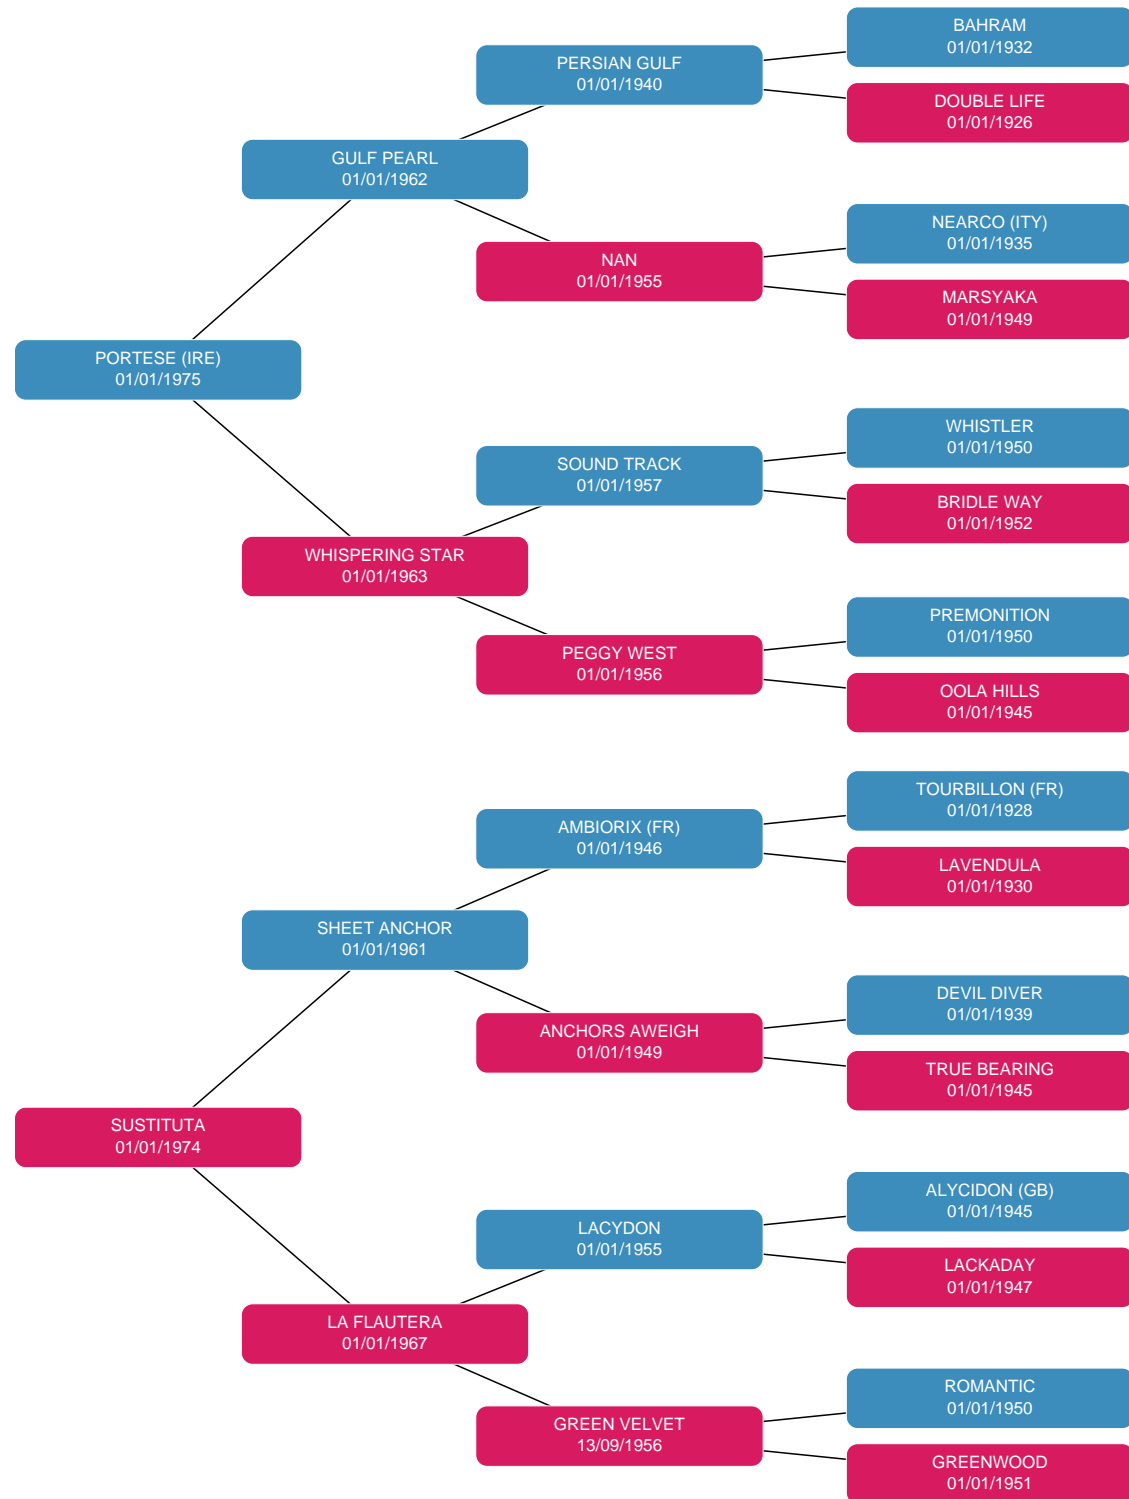 BAHRAM
01/01/1932
PERSIAN GULF
01/01/1940
DOUBLE LIFE
01/01/1926
GULF PEARL
01/01/1962
NEARCO (ITY)
01/01/1935
NAN
01/01/1955
MARSYAKA
01/01/1949
PORTESE (IRE)
01/01/1975
WHISTLER
01/01/1950
SOUND TRACK
01/01/1957
BRIDLE WAY
01/01/1952
WHISPERING STAR
01/01/1963
PREMONITION
01/01/1950
PEGGY WEST
01/01/1956
OOLA HILLS
01/01/1945
TOURBILLON (FR)
01/01/1928
AMBIORIX (FR)
01/01/1946
LAVENDULA
01/01/1930
SHEET ANCHOR
01/01/1961
DEVIL DIVER
01/01/1939
ANCHORS AWEIGH
01/01/1949
TRUE BEARING
01/01/1945
SUSTITUTA
01/01/1974
ALYCIDON (GB)
01/01/1945
LACYDON
01/01/1955
LACKADAY
01/01/1947
LA FLAUTERA
01/01/1967
ROMANTIC
01/01/1950
GREEN VELVET
13/09/1956
GREENWOOD
01/01/1951